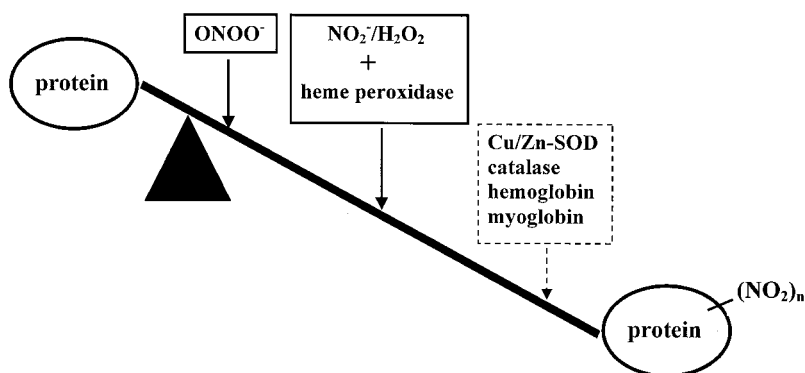 protein
ONOO⁻
NO₂⁻/H₂O₂
+
heme peroxidase
Cu/Zn-SOD
catalase
hemoglobin
myoglobin
(NO₂)ₙ
protein